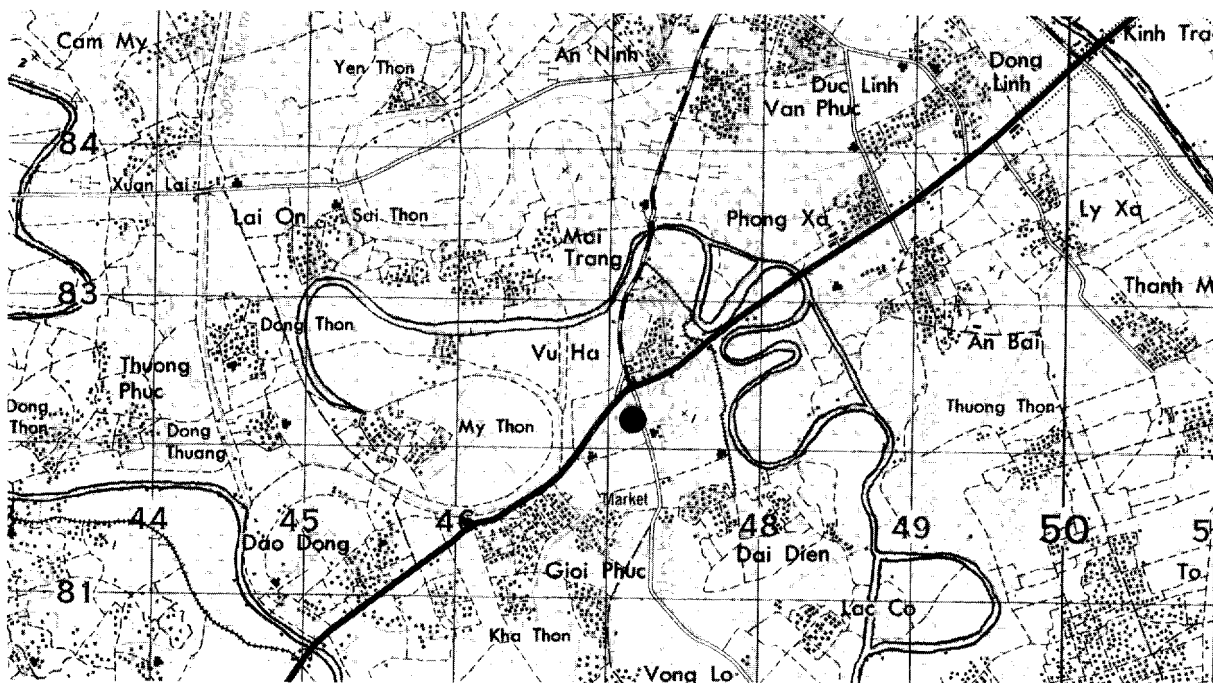 Cam My
Yen Thon
An Ninh
Duc Linh
Van Phuc
Dong
Linh
Kinh Tra
84
Xuan Lai
Lai On
Sai Thon
Mai
Trang
Phong Xa
Ly Xa
83
Dong Thon
Vu Ha
Thanh M
An Bai
Thuong
Phuc
Dong
Thon
Dong
Thuang
My Thon
Thuong Thon
Market
44
45
46
48
49
50
5
Dao Dong
Gioi Phuc
Dai Dien
To
81
Lac Co
Kha Thon
Vong Lo